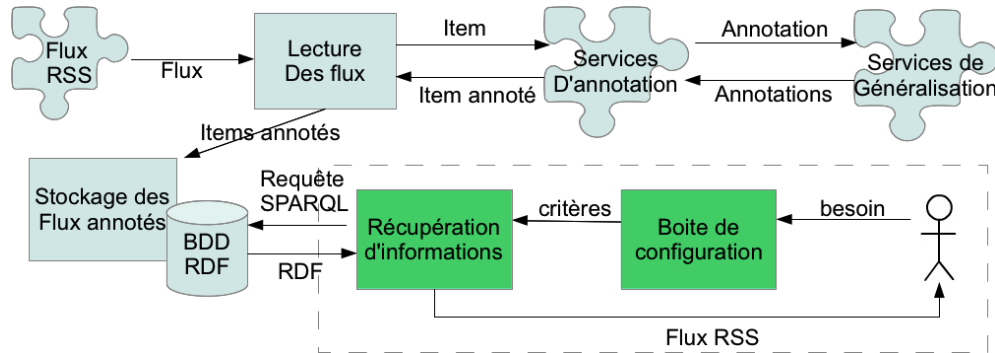 Flux
RSS
Flux
Lecture
Des flux
Item
Item annoté
Services
D'annotation
Annotation
Annotations
Services de
Généralisation
Items annotés
Stockage des
Flux annotés
BDD
RDF
Requête
SPARQL
RDF
Récupération
d'informations
critères
Boite de
configuration
besoin
Flux RSS